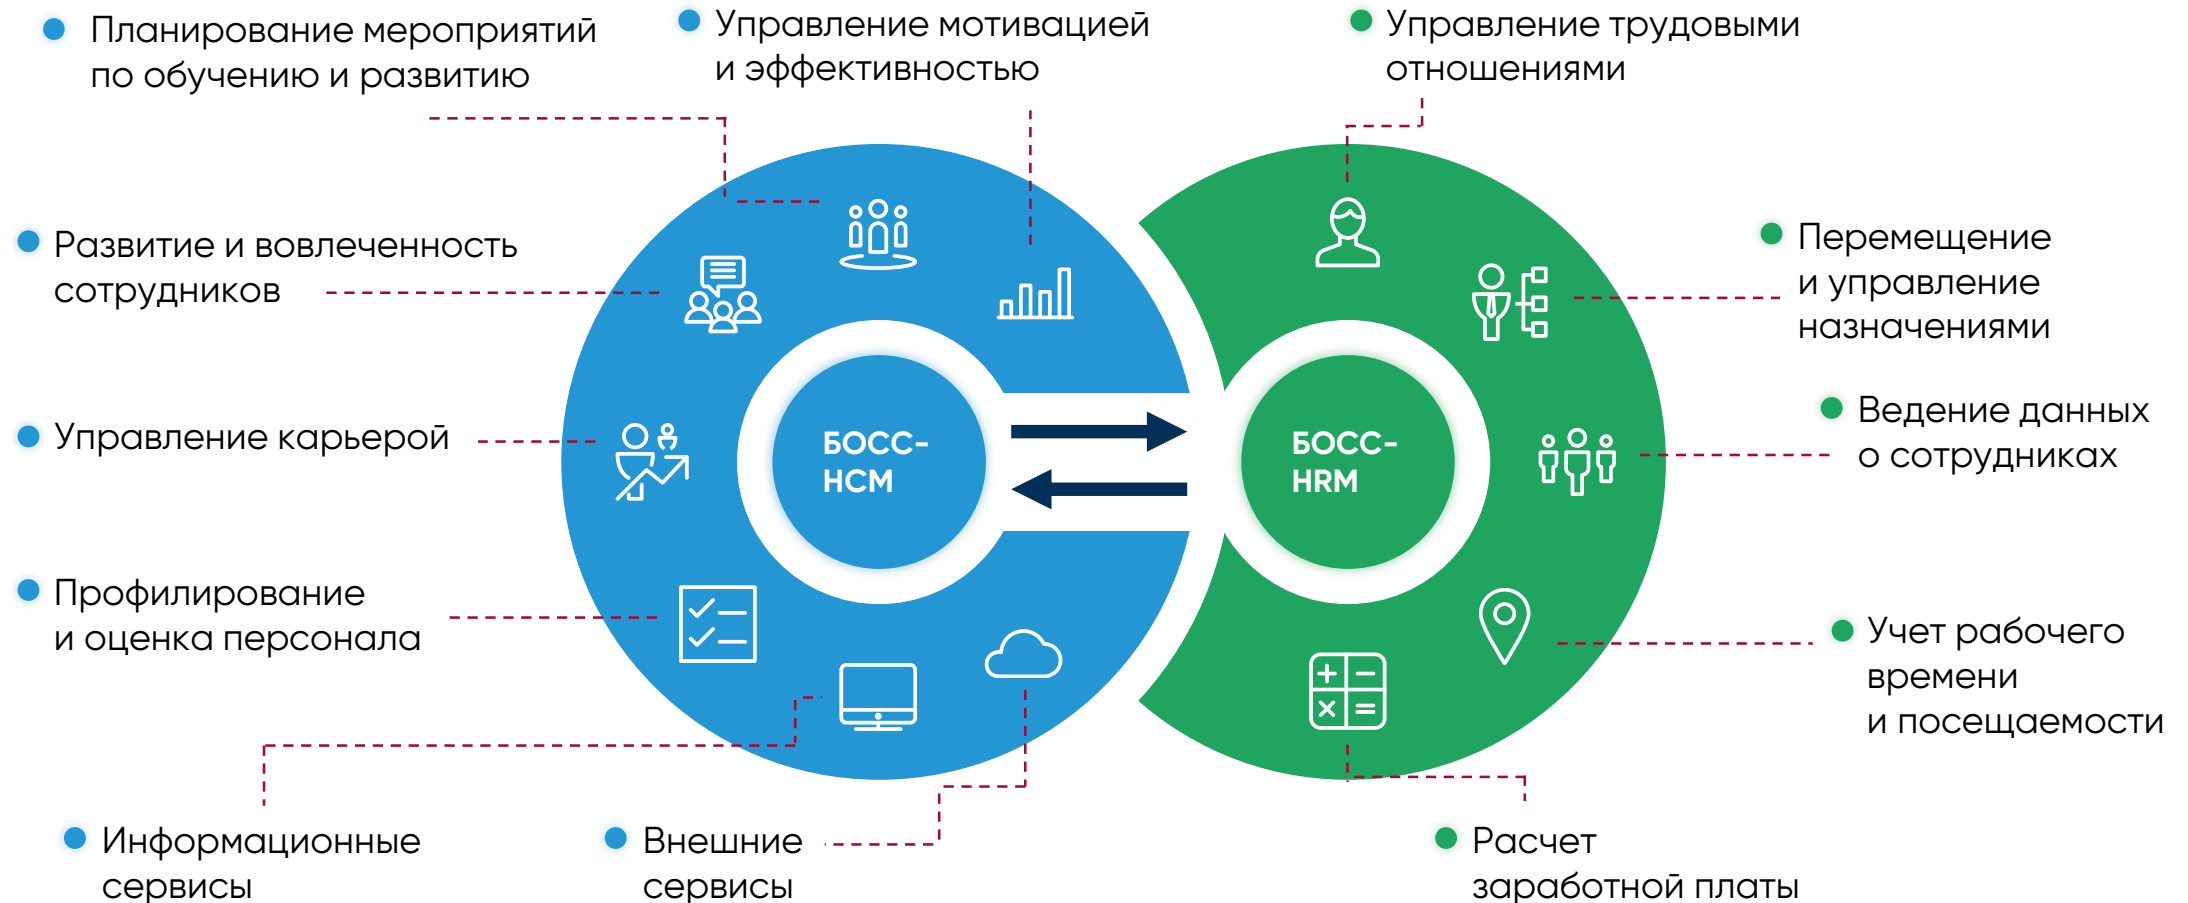 Планирование мероприятий
по обучению и развитию
Управление мотивацией
и эффективностью
Управление трудовыми
отношениями
Развитие и вовлеченность
сотрудников
Перемещение
и управление
назначениями
Управление карьерой
БОСС-
HCM
БОСС-
HRM
Ведение данных
о сотрудниках
Профилирование
и оценка персонала
Учет рабочего
времени
и посещаемости
Информационные
сервисы
Внешние
сервисы
Расчет
заработной платы